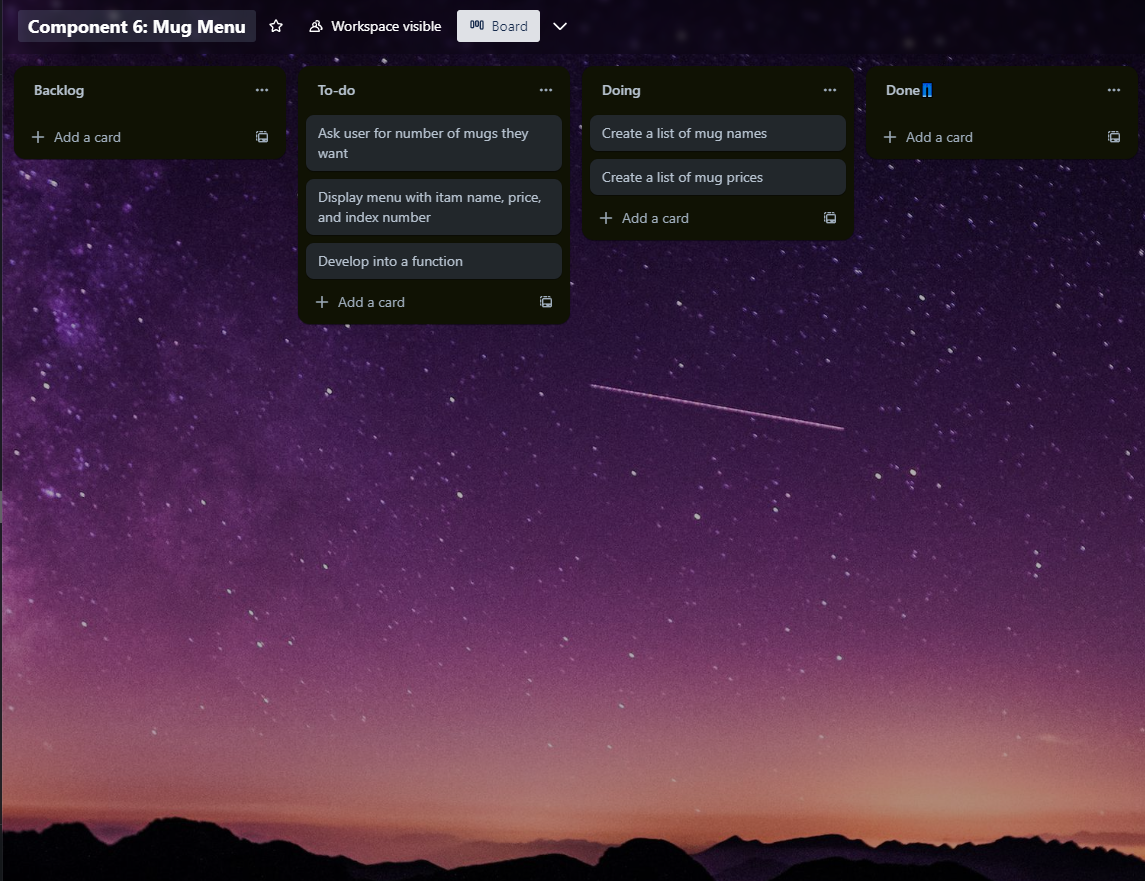 Component 6: Mug Menu
Workspace visible
Board
Backlog
Add a card
To-do
Ask user for number of mugs they
want
Display menu with itam name, price,
and index number
Develop into a function
Add a card
Doing
Create a list of mug names
Create a list of mug prices
Add a card
Done👖
Add a card